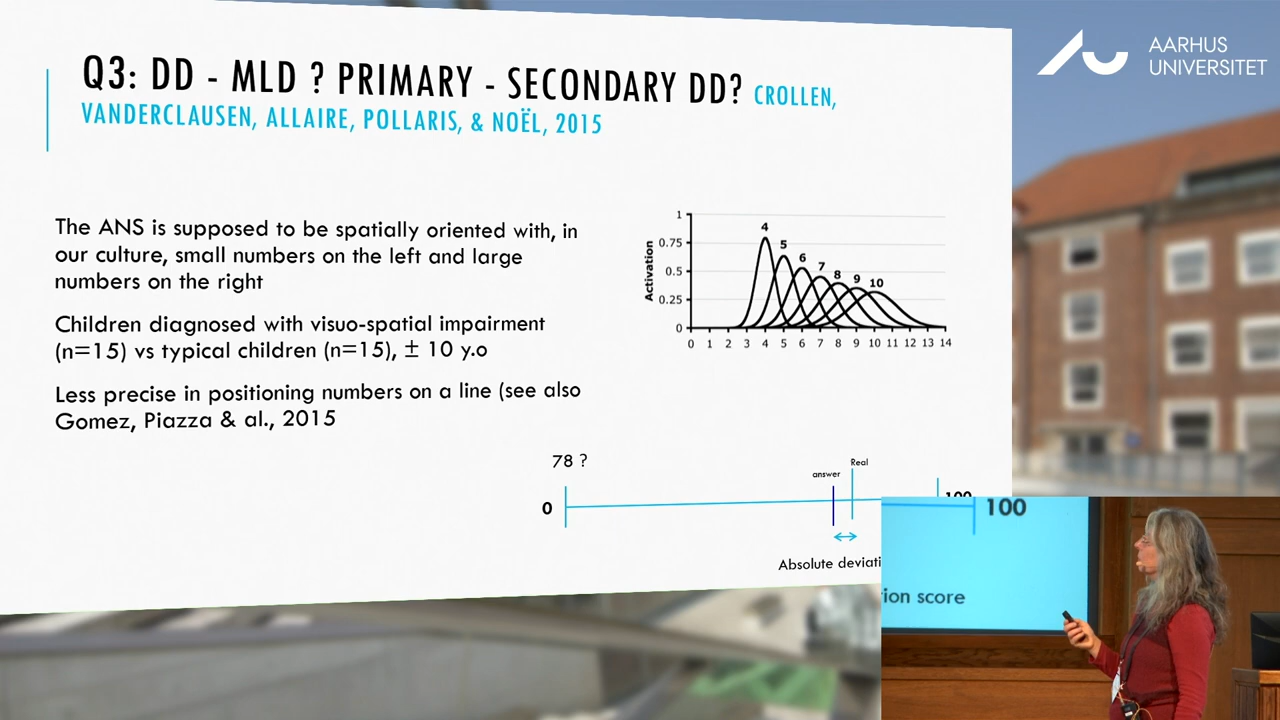 AARHUS
UNIVERSITET
Q3: DD - MLD ? PRIMARY - SECONDARY DD? CROLLEN,
VANDERCLAUSEN, ALLAIRE, POLLARIS, & NOËL, 2015
The ANS is supposed to be spatially oriented with, in
our culture, small numbers on the left and large
numbers on the right
Children diagnosed with visuo-spatial impairment
(n=15) vs typical children (n=15), ± 10 y.o
Less precise in positioning numbers on a line (see also
Gomez, Piazza & al., 2015
Activation
1
0.75
0.5
0.25
0
4
5
6
7
8
9
10
0 1 2 3 4 5 6 7 8 9 10 11 12 13 14
78 ?
answer
Real
0
100
Absolute deviati
100
ion score